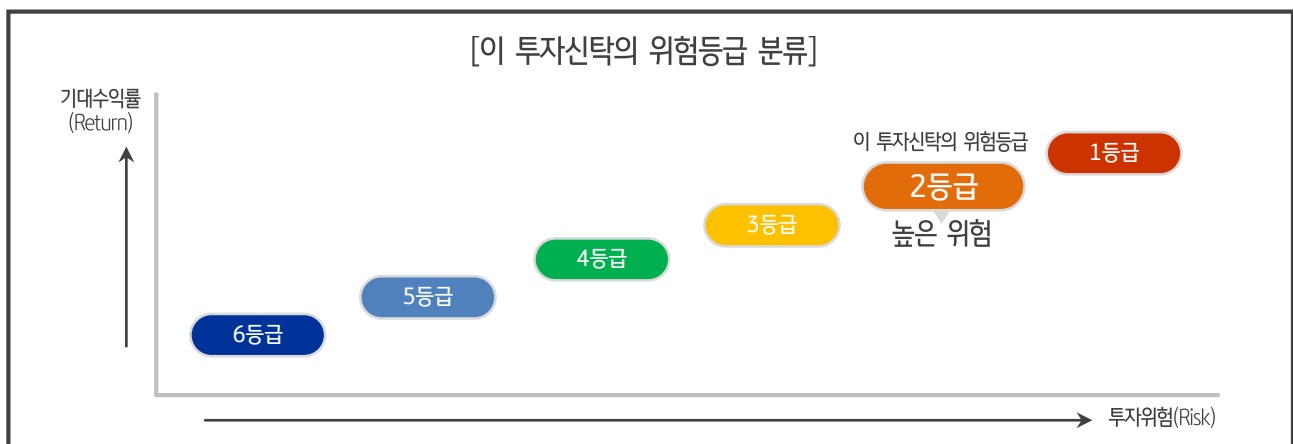 [이 투자신탁의 위험등급 분류]
기대수익률
(Return)
이 투자신탁의 위험등급
1등급
2등급
높은 위험
3등급
4등급
5등급
6등급
투자위험(Risk)